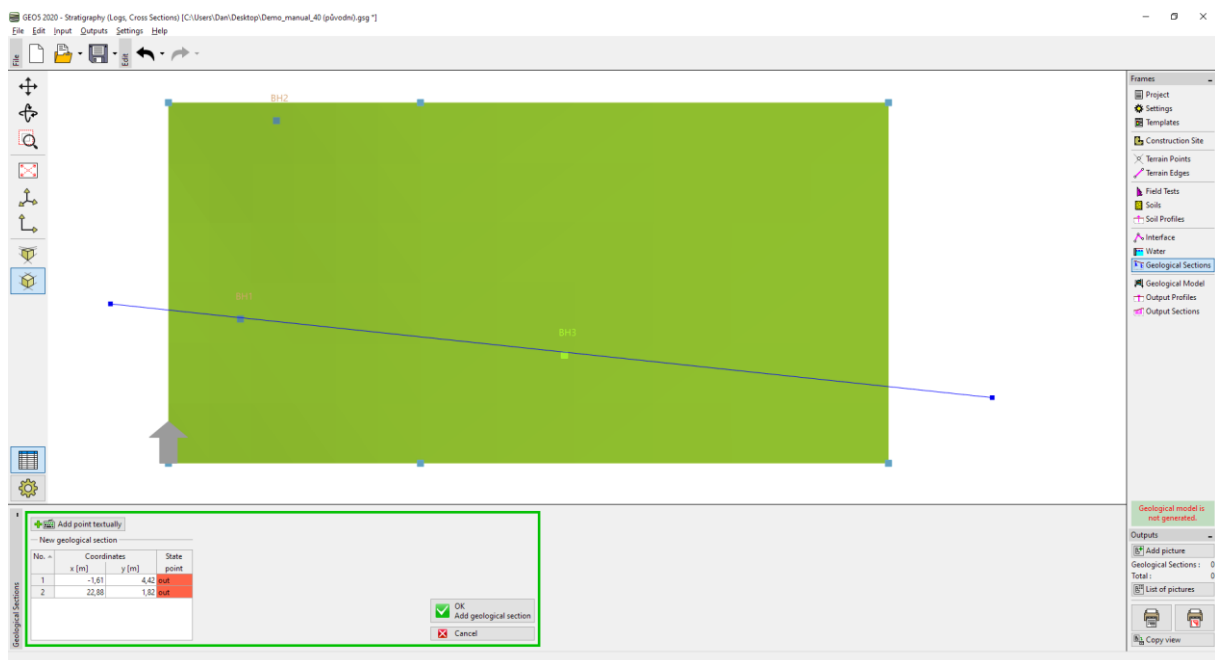 GEO5 2020 - Stratigraphy (Logs, Cross Sections) [C:\Users\Dan\Desktop\Demo_manual_40 (původní).gsg *]
File Edit Input Outputs Settings Help
File
Edit
BH2
BH1
BH3
Frames
Project
Settings
Templates
Construction Site
Terrain Points
Terrain Edges
Field Tests
Soils
Soil Profiles
Interface
Water
Geological Sections
Geological Model
Output Profiles
Output Sections
Geological model is
not generated.
Outputs
Add picture
Geological Sections : 0
Total : 0
List of pictures
Copy view
Geological Sections
Add point textually
New geological section
No. Coordinates State
x [m] y [m] point
1 -1,61 4,42 out
2 22,88 1,82 out
OK
Add geological section
Cancel